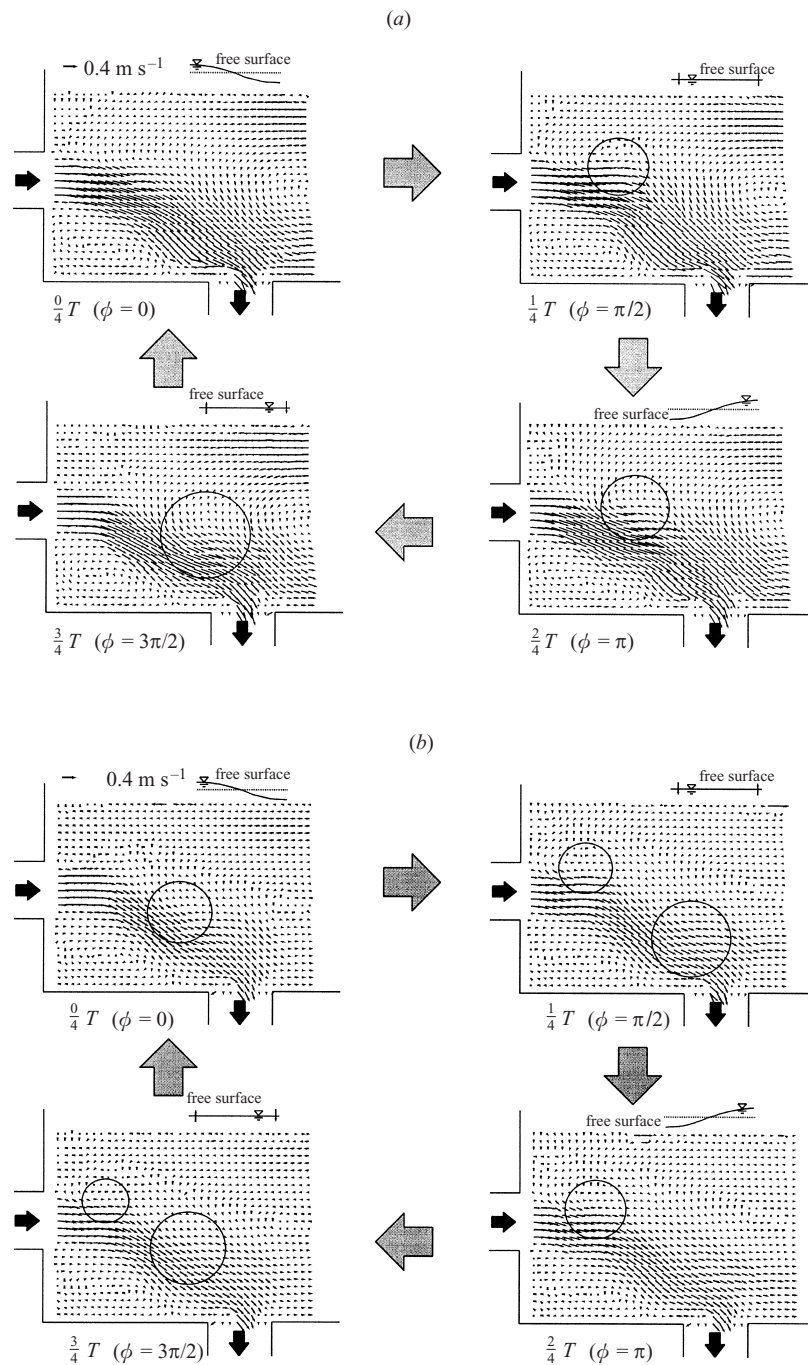 (a)
0.4 m s⁻¹
free surface
free surface
0/4 T (ϕ = 0)
1/4 T (ϕ = π/2)
free surface
free surface
3/4 T (ϕ = 3π/2)
2/4 T (ϕ = π)
(b)
0.4 m s⁻¹
free surface
free surface
0/4 T (ϕ = 0)
1/4 T (ϕ = π/2)
free surface
free surface
3/4 T (ϕ = 3π/2)
2/4 T (ϕ = π)